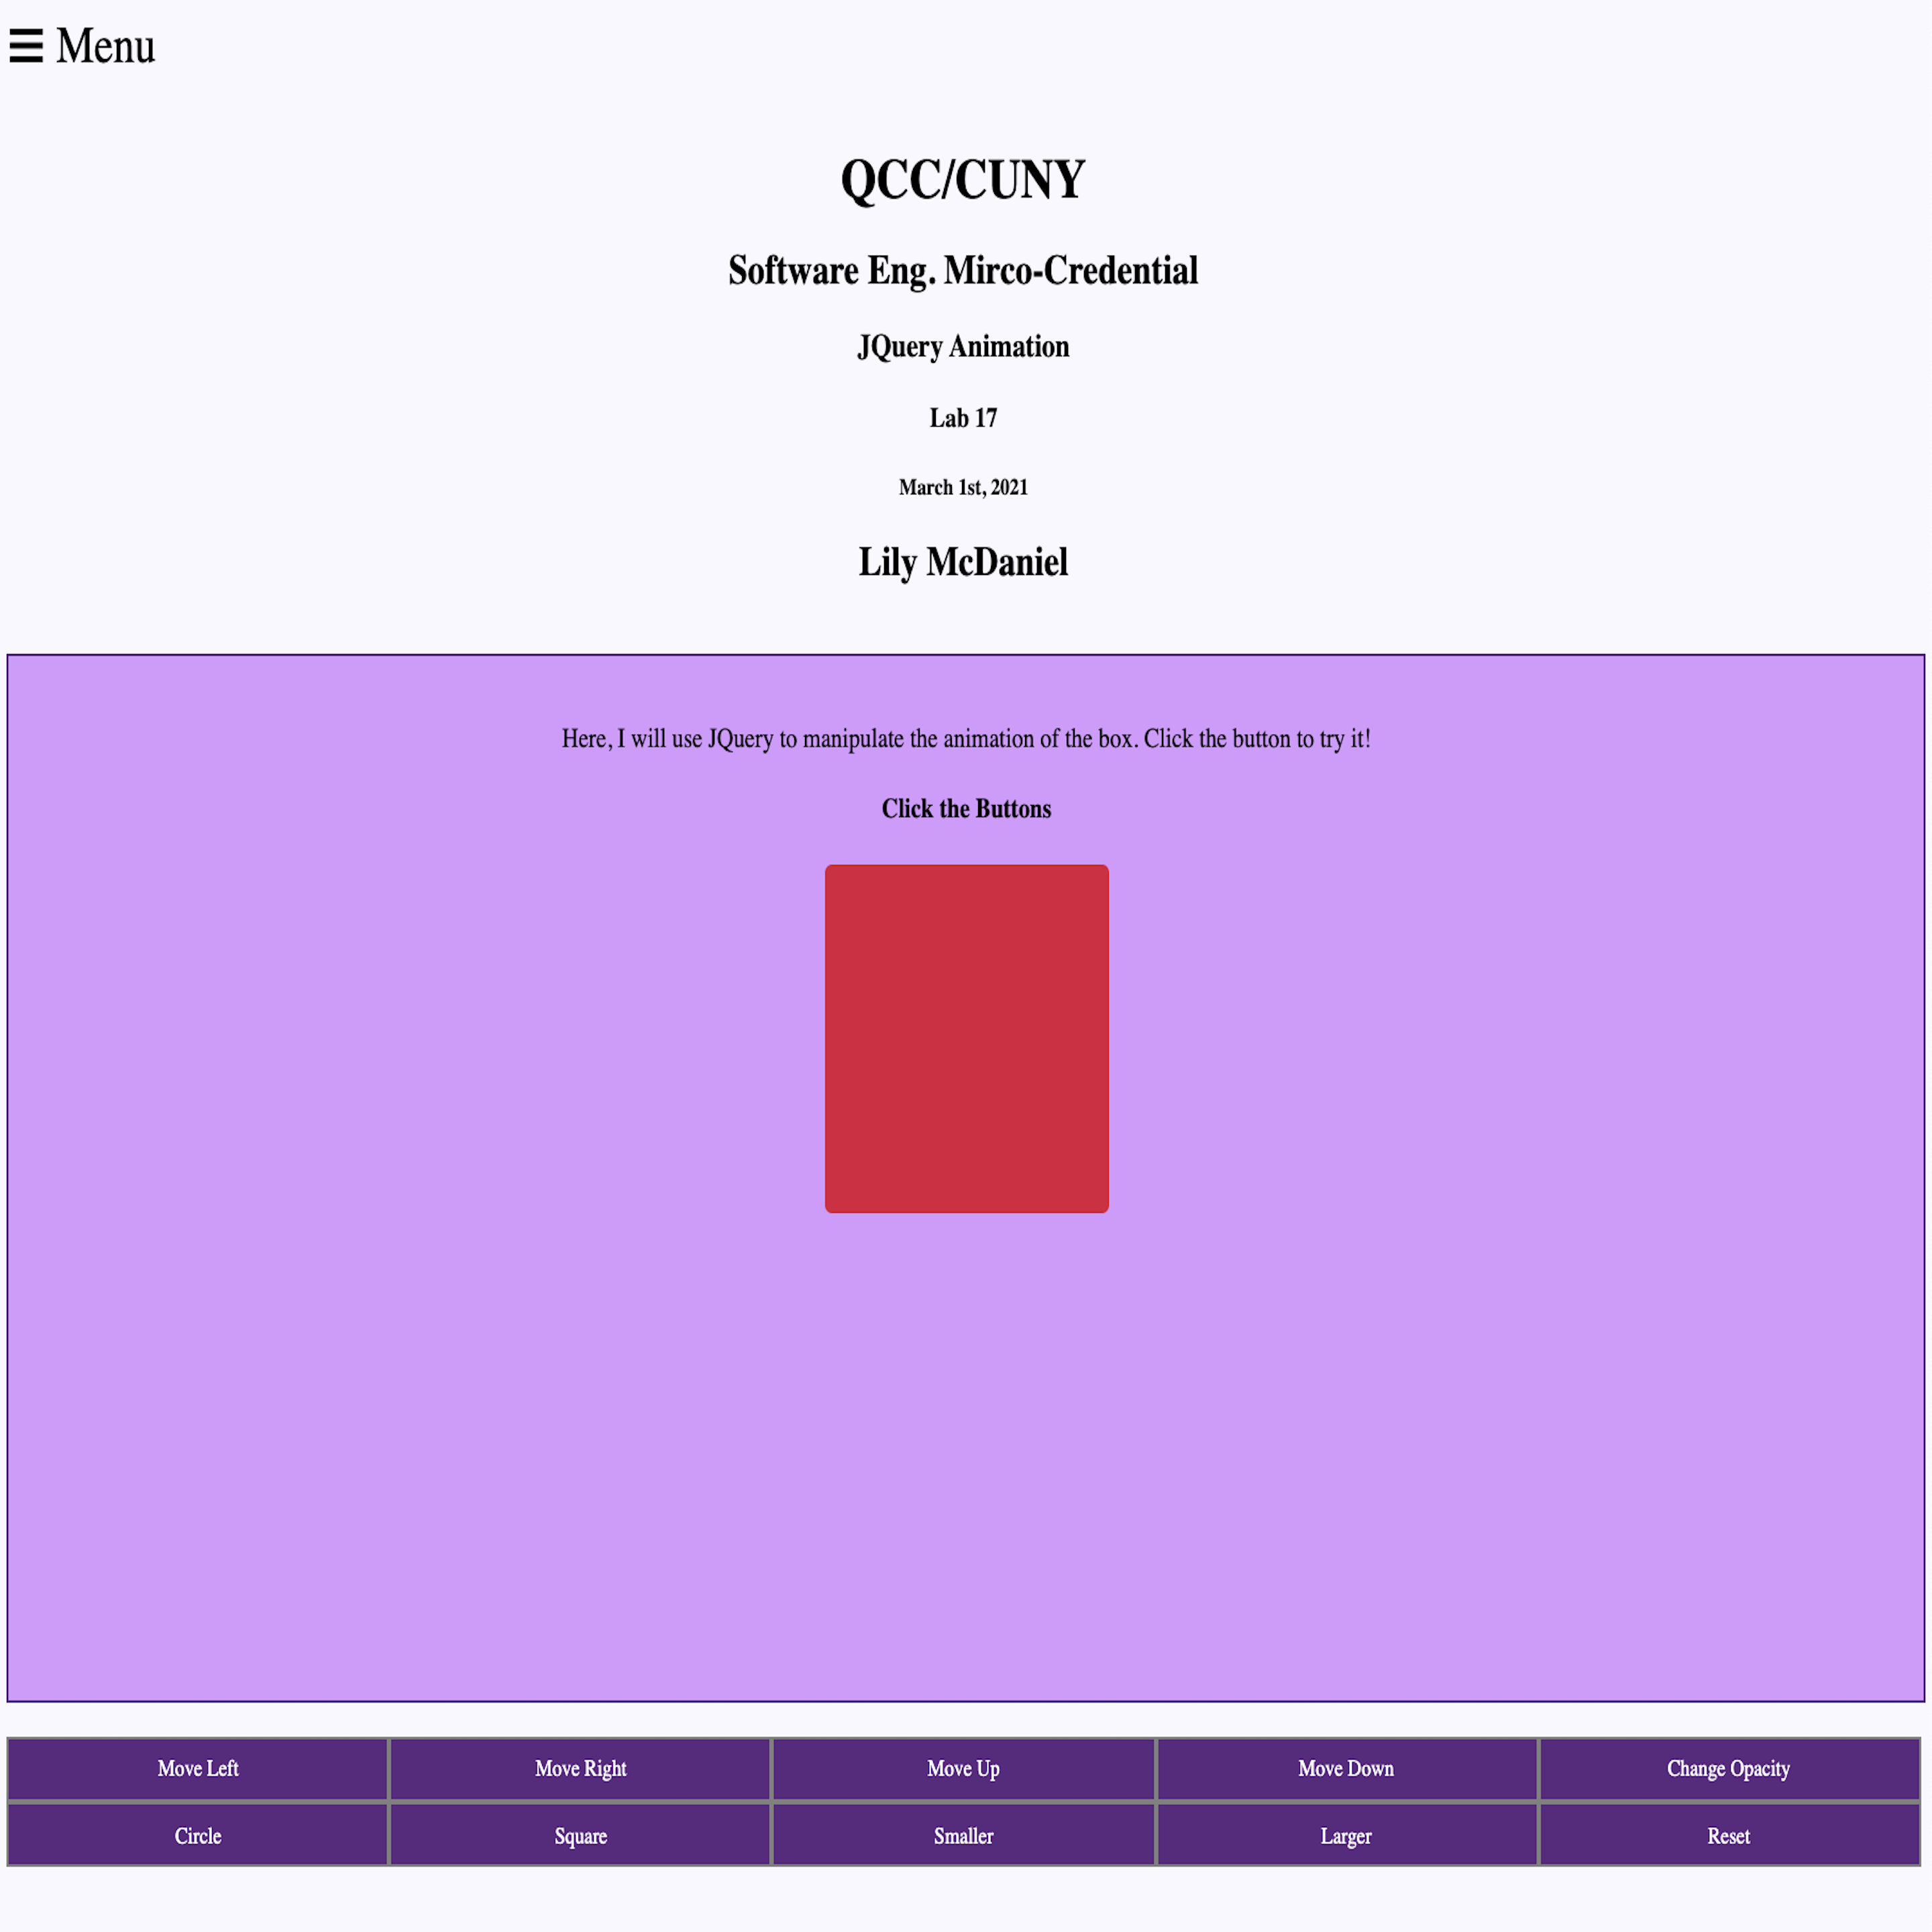 ☰ Menu
QCC/CUNY
Software Eng. Mirco-Credential
JQuery Animation
Lab 17
March 1st, 2021
Lily McDaniel
Here, I will use JQuery to manipulate the animation of the box. Click the button to try it!
Click the Buttons
Move Left Move Right Move Up Move Down Change Opacity
Circle Square Smaller Larger Reset